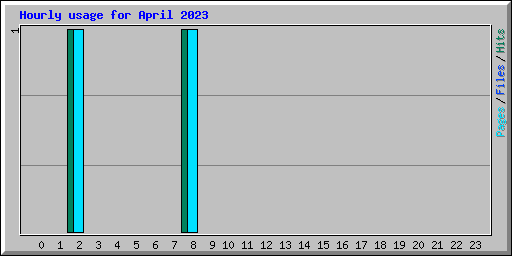 Hourly usage for April 2023
1
Pages/Files/Hits
0 1 2 3 4 5 6 7 8 9 10 11 12 13 14 15 16 17 18 19 20 21 22 23